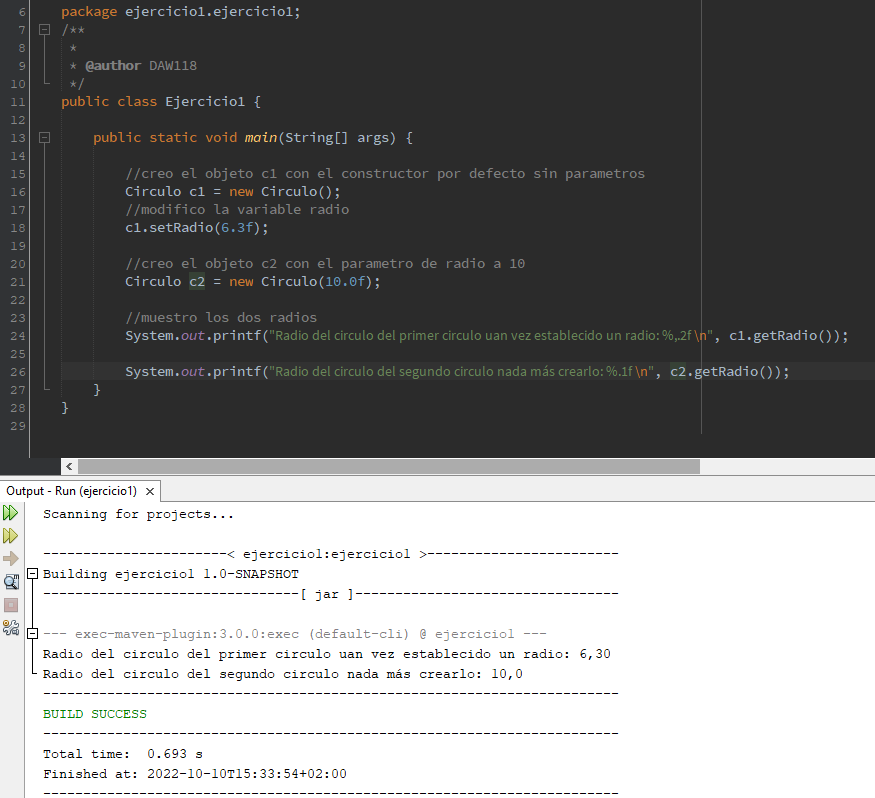 6 package ejercicio1.ejercicio1;
7 /**
8 *
9 * @author DAW118
10 */
11 public class Ejercicio1 {
12
13 public static void main(String[] args) {
14
15 //creo el objeto c1 con el constructor por defecto sin parametros
16 Circulo c1 = new Circulo();
17 //modifico la variable radio
18 c1.setRadio(6.3f);
19
20 //creo el objeto c2 con el parametro de radio a 10
21 Circulo c2 = new Circulo(10.0f);
22
23 //muestro los dos radios
24 System.out.printf("Radio del circulo del primer circulo uan vez establecido un radio: %,.2f \n", c1.getRadio());
25
26 System.out.printf("Radio del circulo del segundo circulo nada más crearlo: %.1f \n", c2.getRadio());
27 }
28 }
29
Output - Run (ejercicio1) ×
Scanning for projects...
-----------------------< ejercicio1:ejercicio1 >------------------------
Building ejercicio1 1.0-SNAPSHOT
--------------------------------[ jar ]---------------------------------
--- exec-maven-plugin:3.0.0:exec (default-cli) @ ejercicio1 ---
Radio del circulo del primer circulo uan vez establecido un radio: 6,30
Radio del circulo del segundo circulo nada más crearlo: 10,0
------------------------------------------------------------------------
BUILD SUCCESS
------------------------------------------------------------------------
Total time:  0.693 s
Finished at: 2022-10-10T15:33:54+02:00
------------------------------------------------------------------------